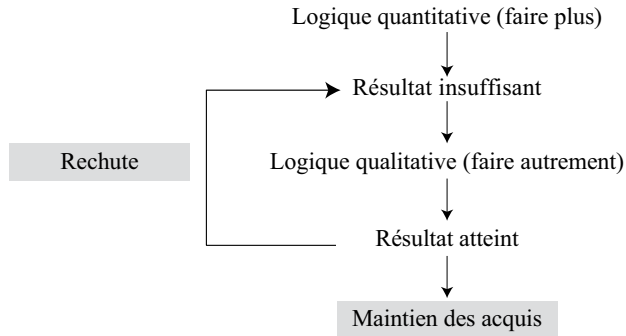 Logique quantitative (faire plus)
Résultat insuffisant
Rechute
Logique qualitative (faire autrement)
Résultat atteint
Maintien des acquis